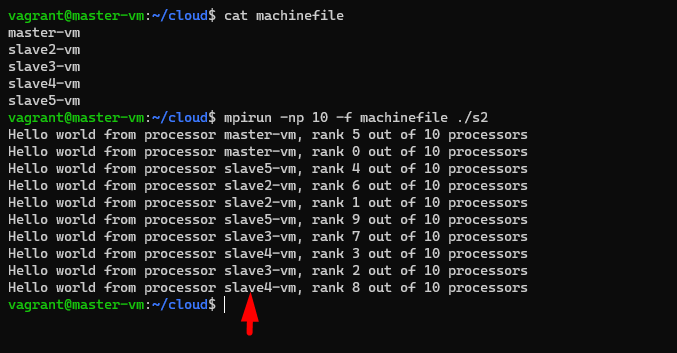 vagrant@master-vm:~/cloud$ cat machinefile
master-vm
slave2-vm
slave3-vm
slave4-vm
slave5-vm
vagrant@master-vm:~/cloud$ mpirun -np 10 -f machinefile ./s2
Hello world from processor master-vm, rank 5 out of 10 processors
Hello world from processor master-vm, rank 0 out of 10 processors
Hello world from processor slave5-vm, rank 4 out of 10 processors
Hello world from processor slave2-vm, rank 6 out of 10 processors
Hello world from processor slave2-vm, rank 1 out of 10 processors
Hello world from processor slave5-vm, rank 9 out of 10 processors
Hello world from processor slave3-vm, rank 7 out of 10 processors
Hello world from processor slave4-vm, rank 3 out of 10 processors
Hello world from processor slave3-vm, rank 2 out of 10 processors
Hello world from processor slave4-vm, rank 8 out of 10 processors
vagrant@master-vm:~/cloud$